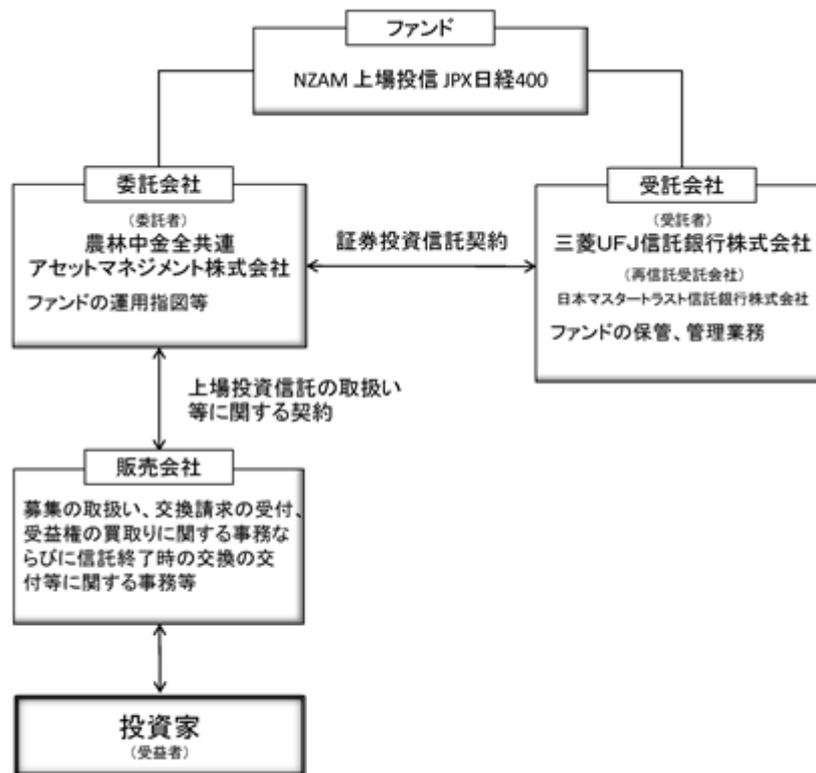 ファンド
NZAM 上場投信 JPX日経400
委託会社
（委託者）
農林中金全共連
アセットマネジメント株式会社
ファンドの運用指図等
証券投資信託契約
受託会社
（受託者）
三菱UFJ信託銀行株式会社
（再信託受託会社）
日本マスタートラスト信託銀行株式会社
ファンドの保管、管理業務
上場投資信託の取扱い
等に関する契約
販売会社
募集の取扱い、交換請求の受付、
受益権の買取りに関する事務な
らびに信託終了時の交換の交
付等に関する事務等
投資家
（受益者）